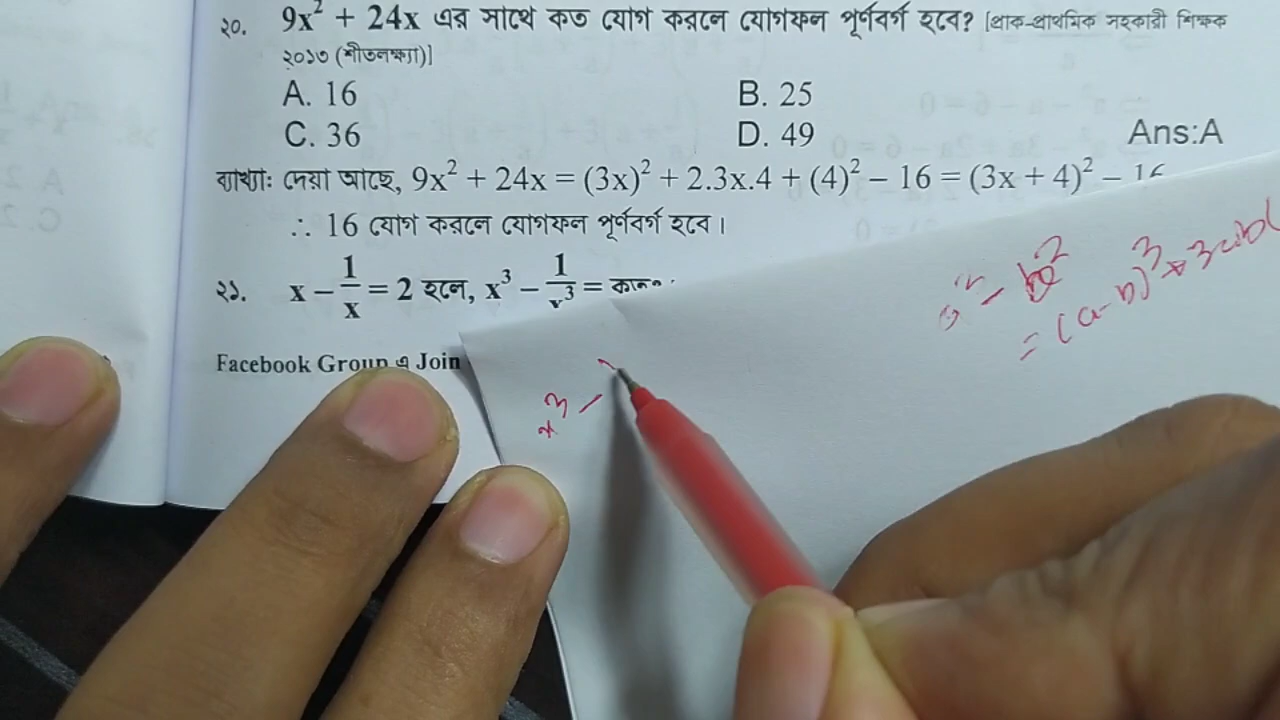 ২০. 9x² + 24x এর সাথে কত যোগ করলে যোগফল পূর্ণবর্গ হবে? [প্রাক-প্রাথমিক সহকারী শিক্ষক
২০১৩ (শীতলক্ষ্যা)]
A. 16 B. 25
C. 36 D. 49 Ans:A
ব্যাখ্যাঃ দেয়া আছে, 9x² + 24x = (3x)² + 2.3x.4 + (4)² – 16 = (3x + 4)² – 16
∴ 16 যোগ করলে যোগফল পূর্ণবর্গ হবে।
২১. x – 1/x = 2 হলে, x³ – 1/x³ =
Facebook Group এ Join
= (a-b)³ + 3ab(
x³ –